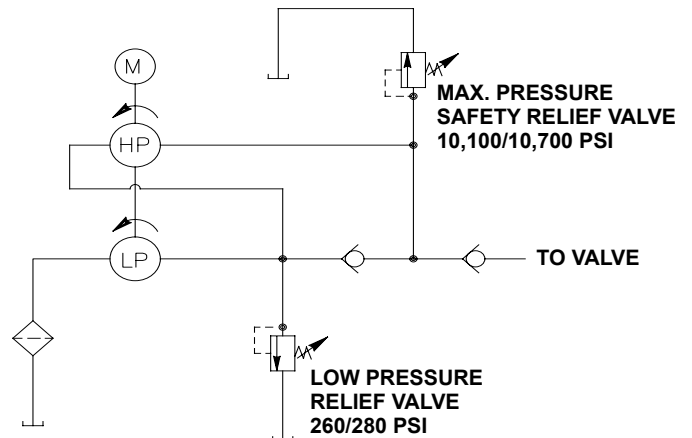 M
MAX. PRESSURE
SAFETY RELIEF VALVE
10,100/10,700 PSI
HP
LP
TO VALVE
LOW PRESSURE
RELIEF VALVE
260/280 PSI